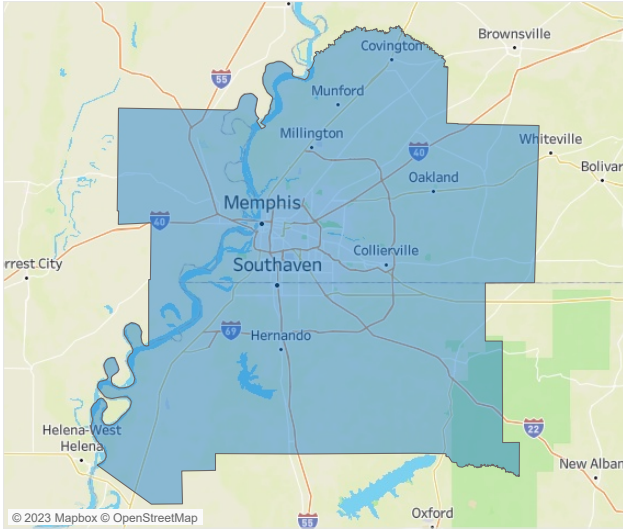 Covington
Brownsville
55
Munford
Millington
40
Whiteville
Oakland
Bolivar
Memphis
40
Collierville
rrest City
Southaven
69
Hernando
Helena-West
Helena
22
New Alban
Oxford
55
© 2023 Mapbox © OpenStreetMap